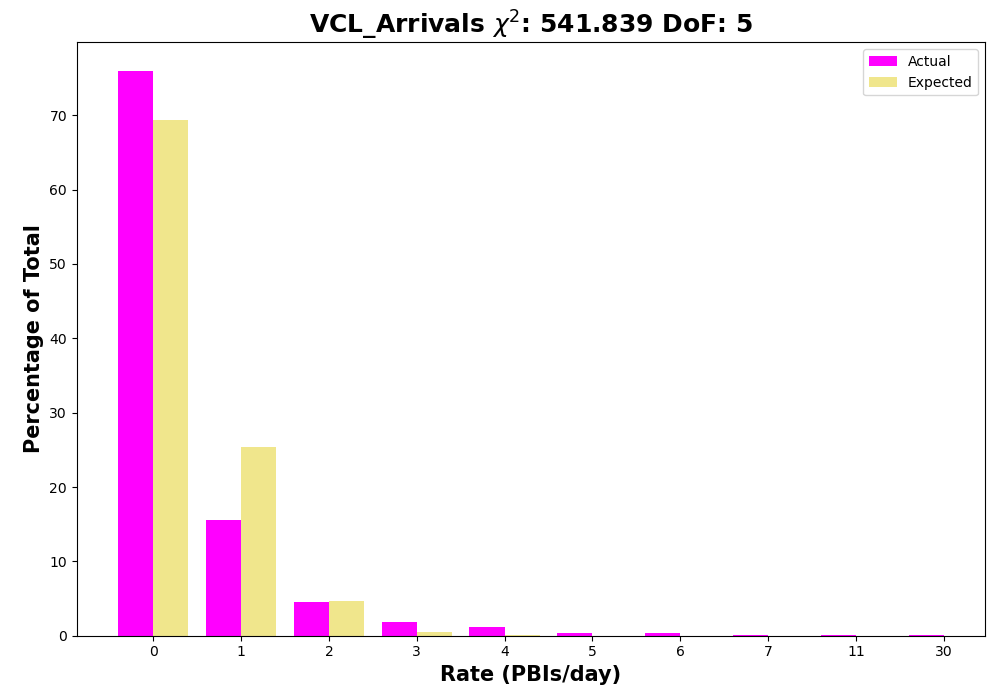 VCL_Arrivals χ²: 541.839 DoF: 5
Actual
Expected
Percentage of Total
70
60
50
40
30
20
10
0
0 1 2 3 4 5 6 7 11 30
Rate (PBIs/day)